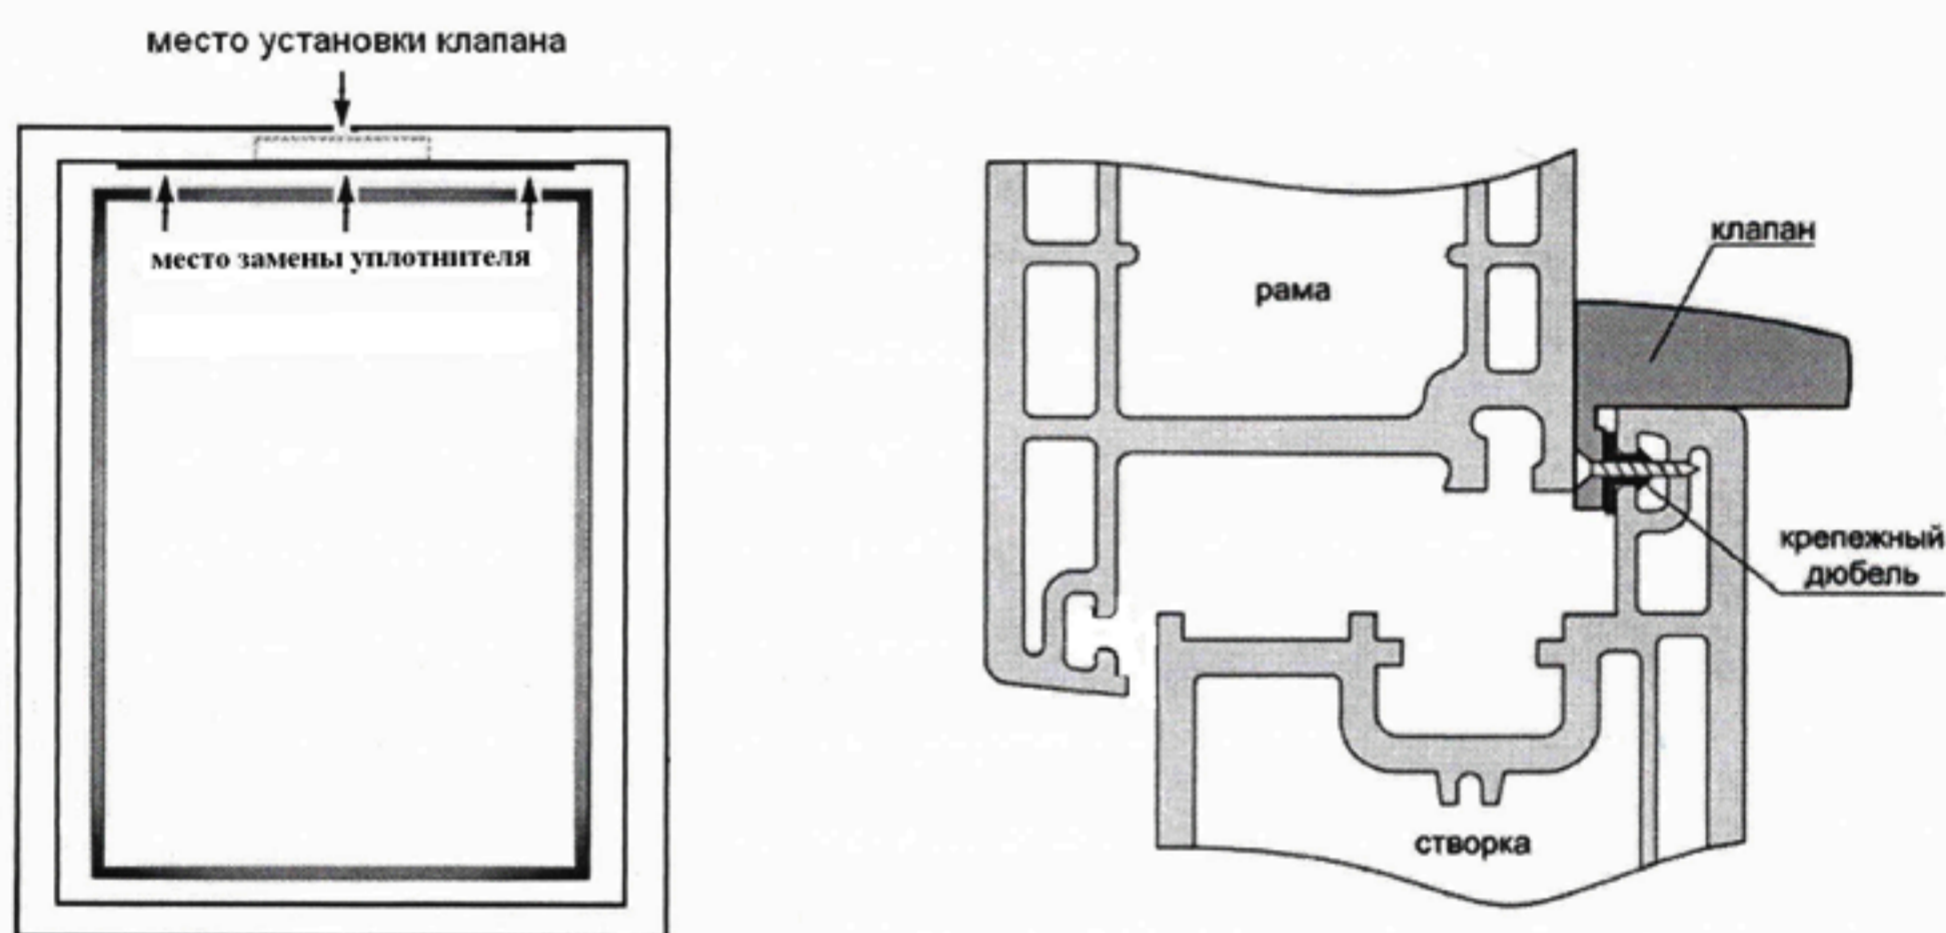 место установки клапана
место замены уплотнителя
рама
клапан
крепежный
дюбель
створка